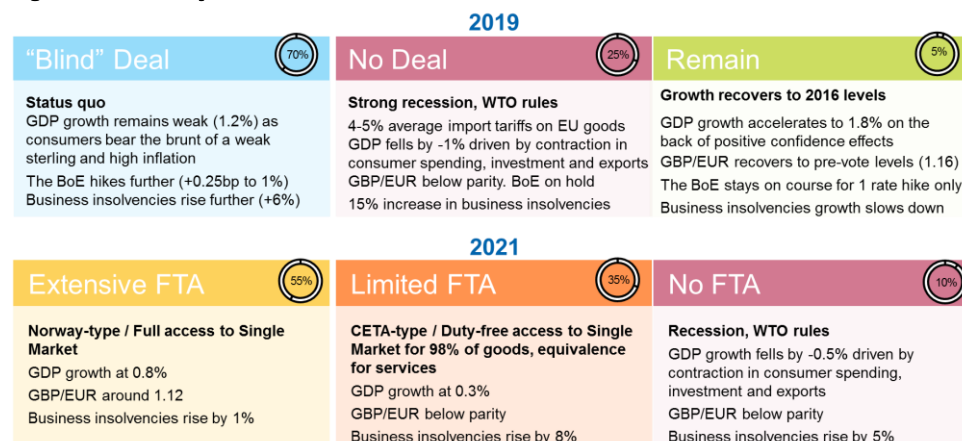 2019
"Blind" Deal
70%
Status quo
GDP growth remains weak (1.2%) as
consumers bear the brunt of a weak
sterling and high inflation
The BoE hikes further (+0.25bp to 1%)
Business insolvencies rise further (+6%)
No Deal
25%
Strong recession, WTO rules
4-5% average import tariffs on EU goods
GDP fells by -1% driven by contraction in
consumer spending, investment and exports
GBP/EUR below parity. BoE on hold
15% increase in business insolvencies
Remain
5%
Growth recovers to 2016 levels
GDP growth accelerates to 1.8% on the
back of positive confidence effects
GBP/EUR recovers to pre-vote levels (1.16)
The BoE stays on course for 1 rate hike only
Business insolvencies growth slows down
2021
Extensive FTA
55%
Norway-type / Full access to Single
Market
GDP growth at 0.8%
GBP/EUR around 1.12
Business insolvencies rise by 1%
Limited FTA
35%
CETA-type / Duty-free access to Single
Market for 98% of goods, equivalence
for services
GDP growth at 0.3%
GBP/EUR below parity
Business insolvencies rise by 8%
No FTA
10%
Recession, WTO rules
GDP growth fells by -0.5% driven by
contraction in consumer spending,
investment and exports
GBP/EUR below parity
Business insolvencies rise by 5%